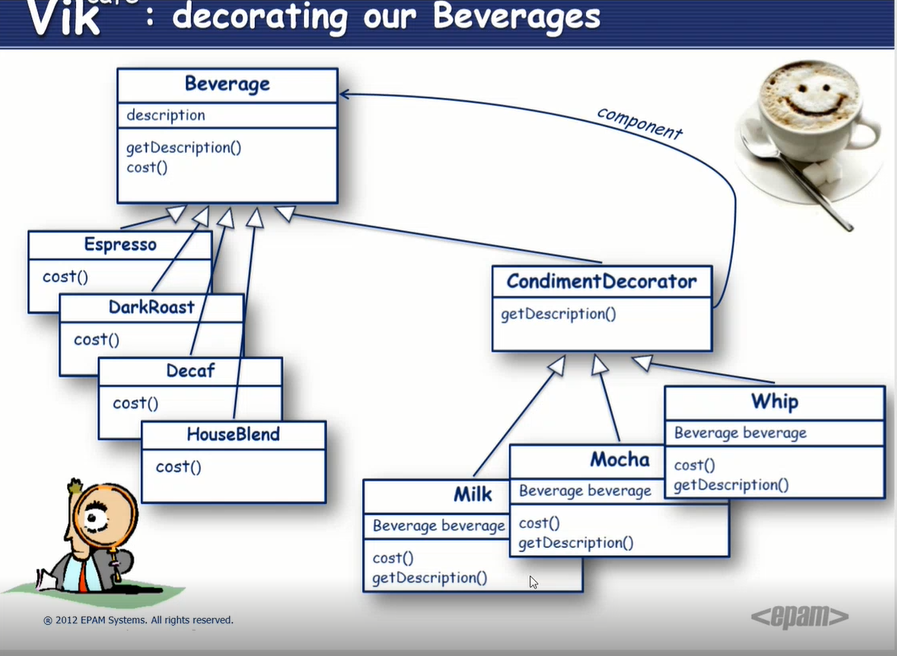 Vik : decorating our Beverages
Beverage
description
getDescription()
cost()
component
Espresso
cost()
DarkRoast
cost()
Decaf
cost()
HouseBlend
cost()
CondimentDecorator
getDescription()
Milk
Beverage beverage
cost()
getDescription()
Mocha
Beverage beverage
cost()
getDescription()
Whip
Beverage beverage
cost()
getDescription()
® 2012 EPAM Systems. All rights reserved.
<epam>